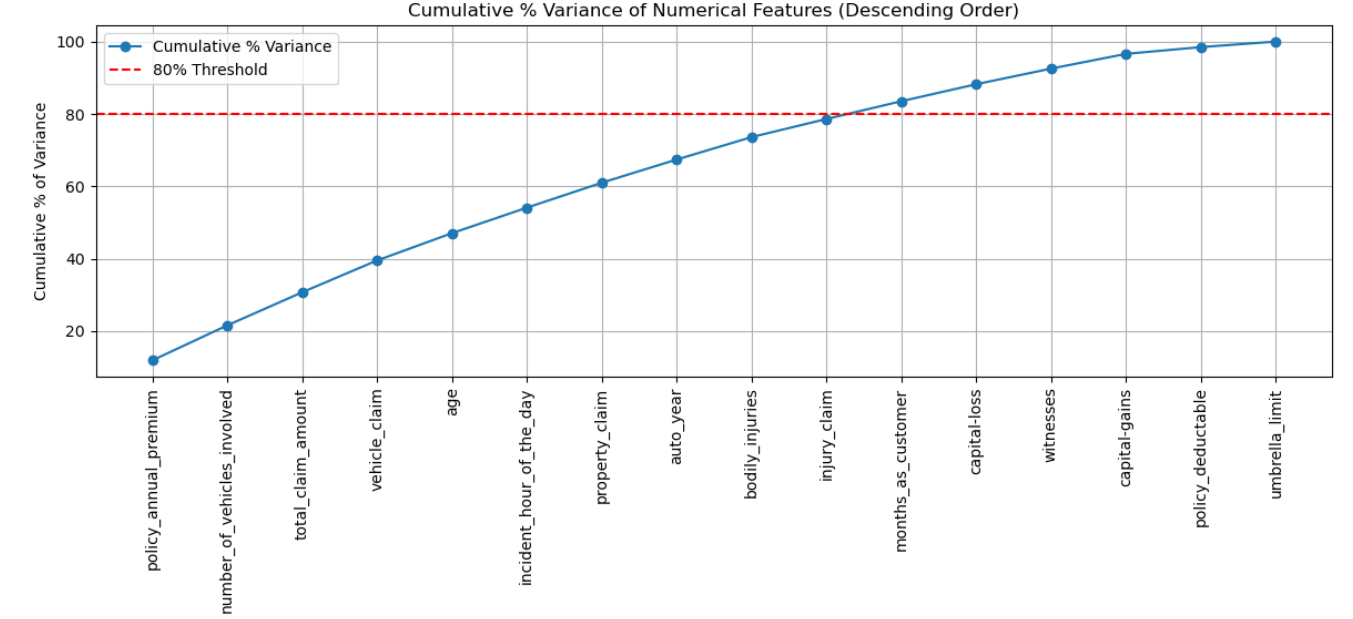 Cumulative % Variance of Numerical Features (Descending Order)
Cumulative % Variance
80% Threshold
Cumulative % of Variance
100
80
60
40
20
policy_annual_premium
number_of_vehicles_involved
total_claim_amount
vehicle_claim
age
incident_hour_of_the_day
property_claim
auto_year
bodily_injuries
injury_claim
months_as_customer
capital-loss
witnesses
capital-gains
policy_deductable
umbrella_limit